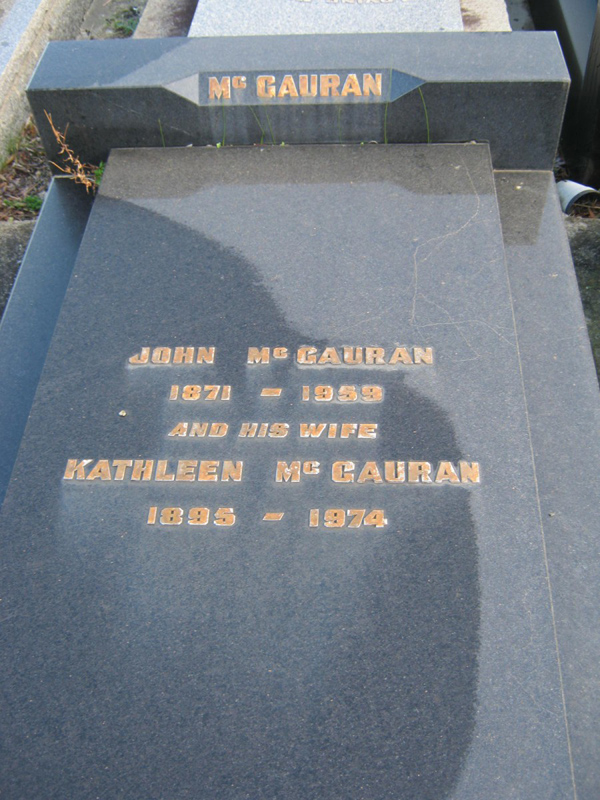 Mc GAURAN
JOHN Mc GAURAN
1871 - 1959
AND HIS WIFE
KATHLEEN Mc GAURAN
1895 - 1974